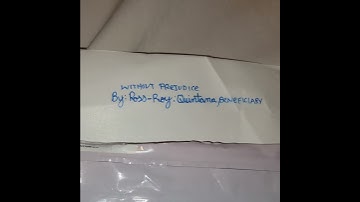 WITHOUT PREJUDICE
By: Ross-Roy: Quintana, BENEFICIARY